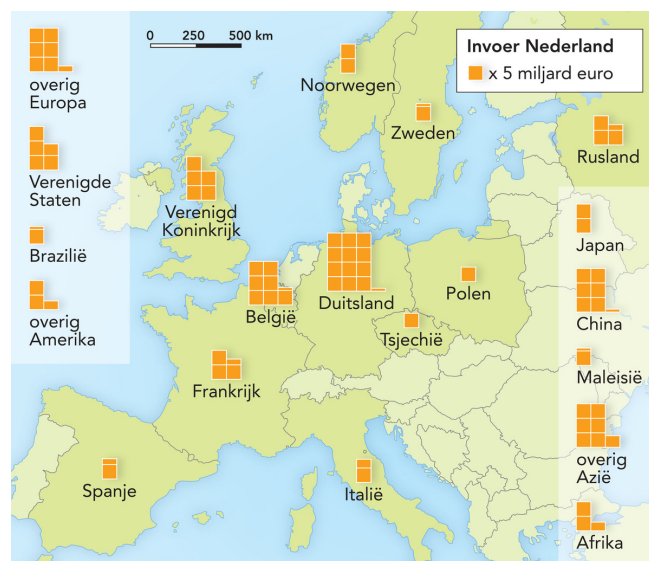 0 250 500 km
Invoer Nederland
x 5 miljard euro
overig
Europa
Verenigde
Staten
Brazilië
overig
Amerika
Noorwegen
Zweden
Rusland
Verenigd
Koninkrijk
België
Duitsland
Polen
Tsjechië
Frankrijk
Spanje
Italië
Japan
China
Maleisië
overig
Azië
Afrika